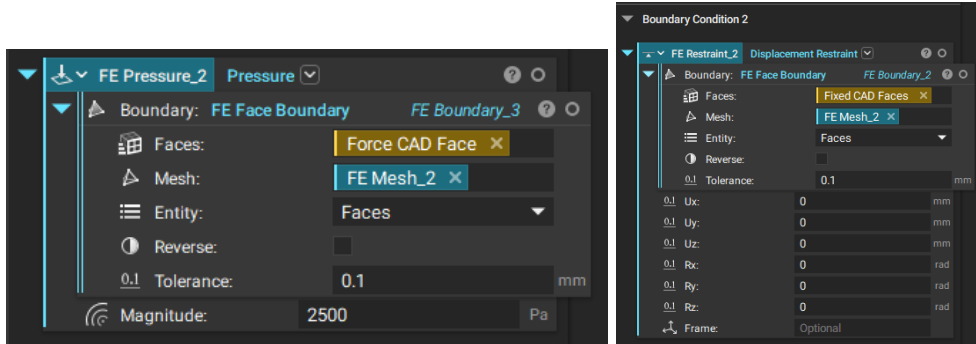 FE Pressure_2 Pressure
Boundary: FE Face Boundary FE Boundary_3
Faces: Force CAD Face
Mesh: FE Mesh_2
Entity: Faces
Reverse:
0.1 Tolerance: 0.1 mm
Magnitude: 2500 Pa
Boundary Condition 2
FE Restraint_2 Displacement Restraint
Boundary: FE Face Boundary FE Boundary_2
Faces: Fixed CAD Faces
Mesh: FE Mesh_2
Entity: Faces
Reverse:
0.1 Tolerance: 0.1 mm
0.1 Ux: 0 mm
0.1 Uy: 0 mm
0.1 Uz: 0 mm
0.1 Rx: 0 rad
0.1 Ry: 0 rad
0.1 Rz: 0 rad
Frame: Optional